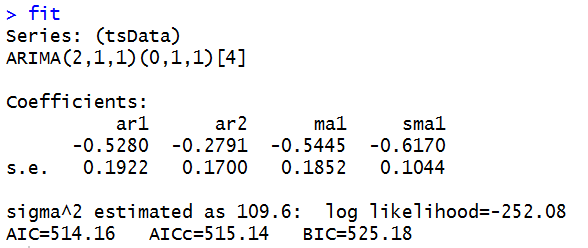 > fit
Series: (tsData)
ARIMA(2,1,1)(0,1,1)[4]
Coefficients:
ar1 ar2 ma1 sma1
-0.5280 -0.2791 -0.5445 -0.6170
s.e. 0.1922 0.1700 0.1852 0.1044
sigma^2 estimated as 109.6: log likelihood=-252.08
AIC=514.16 AICc=515.14 BIC=525.18